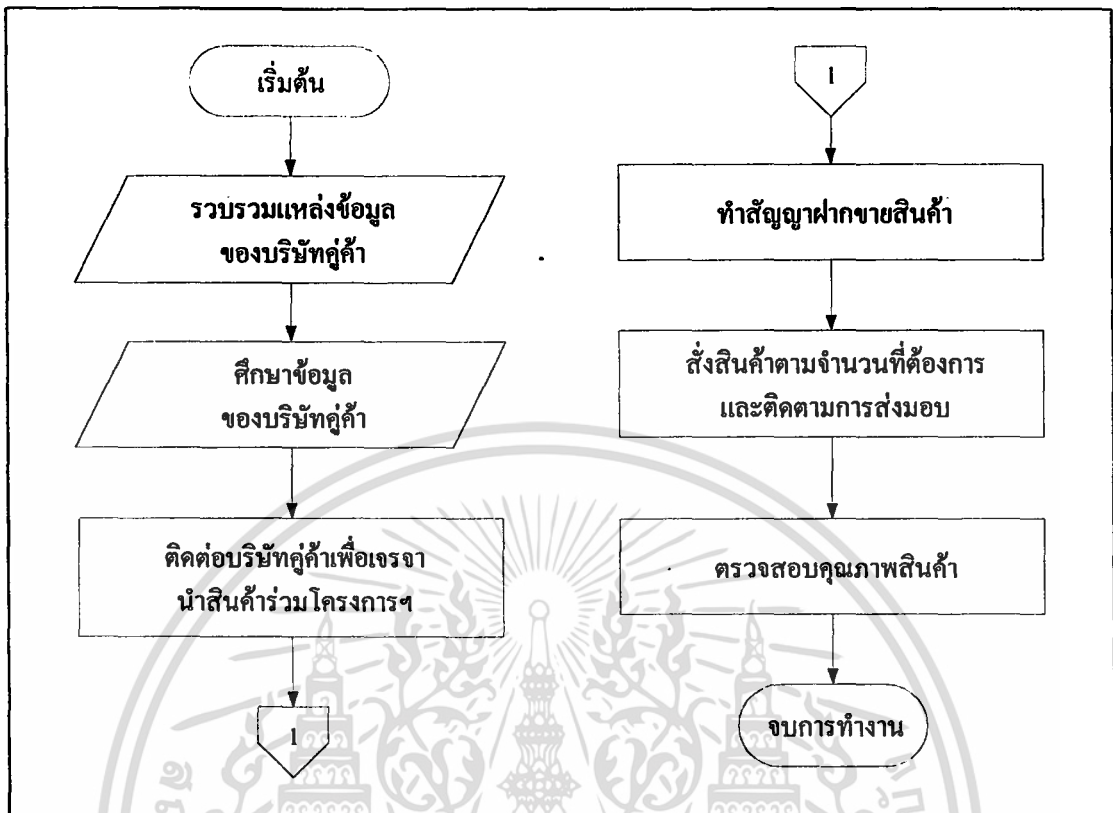 เริ่มต้น
รวบรวมแหล่งข้อมูล
ของบริษัทคู่ค้า
ศึกษาข้อมูล
ของบริษัทคู่ค้า
ติดต่อบริษัทคู่ค้าเพื่อเจรจา
นำสินค้าร่วมโครงการฯ
1
1
ทำสัญญาฝากขายสินค้า
สั่งสินค้าตามจำนวนที่ต้องการ
และติดตามการส่งมอบ
ตรวจสอบคุณภาพสินค้า
จบการทำงาน